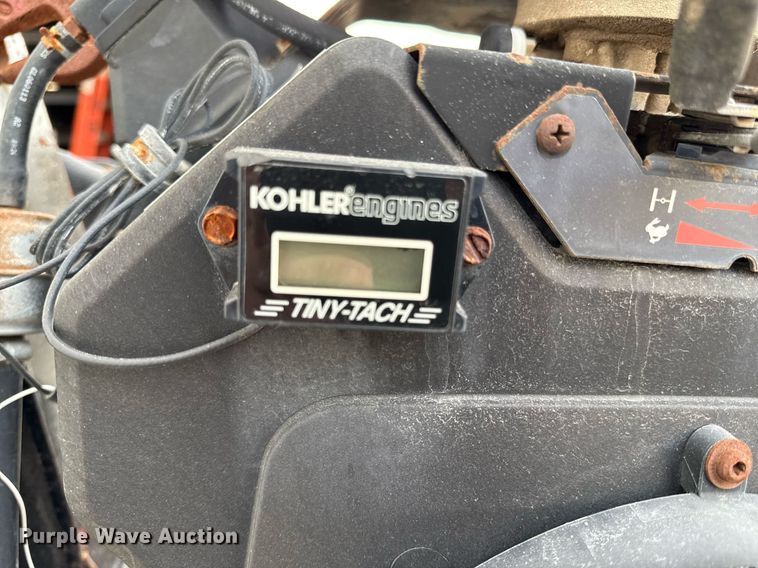 KOHLER engines
TINY-TACH
Purple Wave Auction